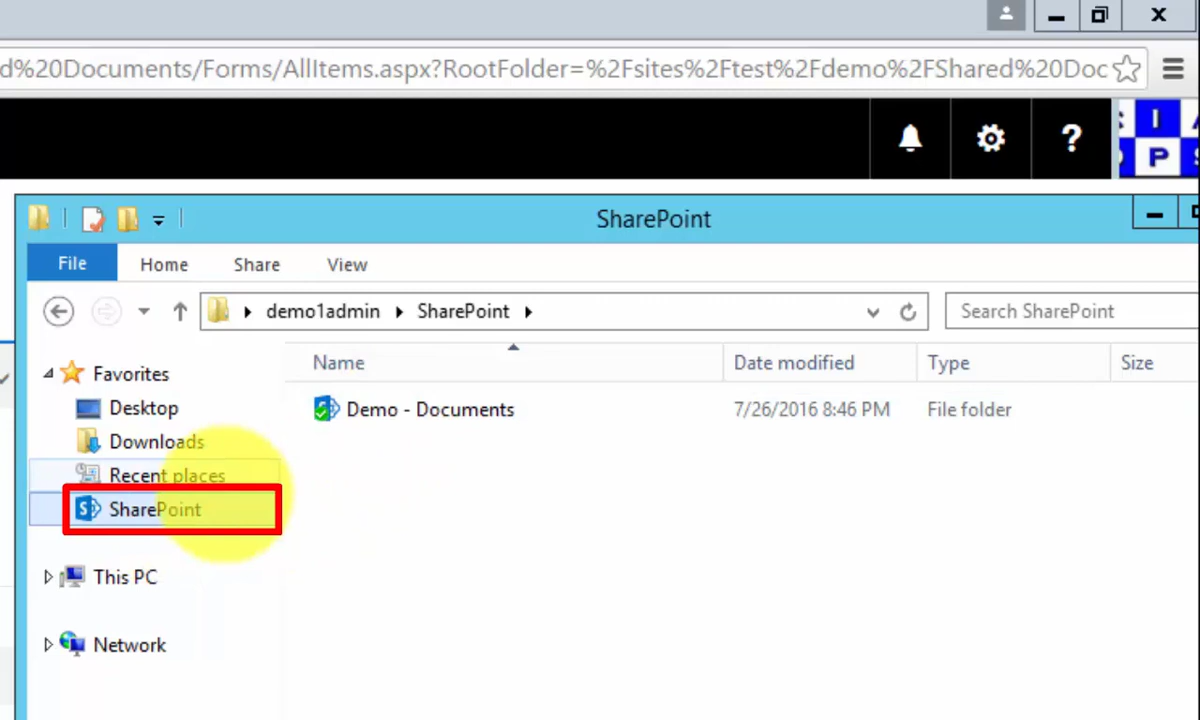 d%20Documents/Forms/AllItems.aspx?RootFolder=%2Fsites%2Ftest%2Fdemo%2FShared%20Doc
I
P S
SharePoint
File Home Share View
demo1admin SharePoint Search SharePoint
Name Date modified Type Size
Favorites
Desktop
Demo - Documents 7/26/2016 8:46 PM File folder
Downloads
Recent places
SharePoint
This PC
Network